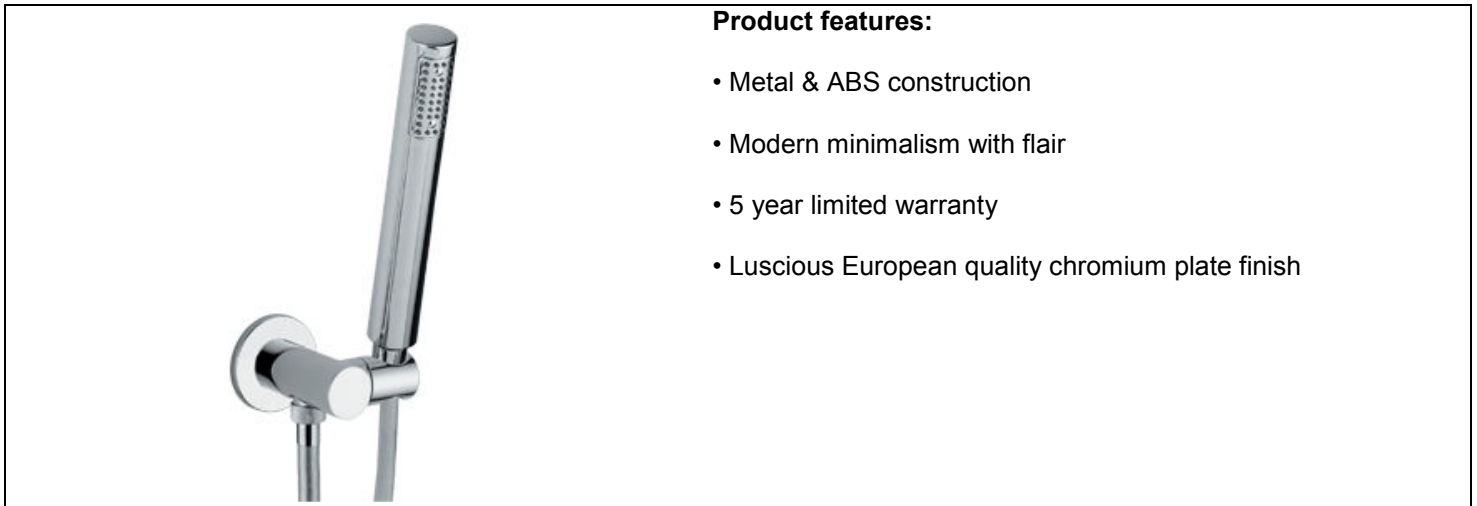 Product features:
• Metal & ABS construction
• Modern minimalism with flair
• 5 year limited warranty
• Luscious European quality chromium plate finish